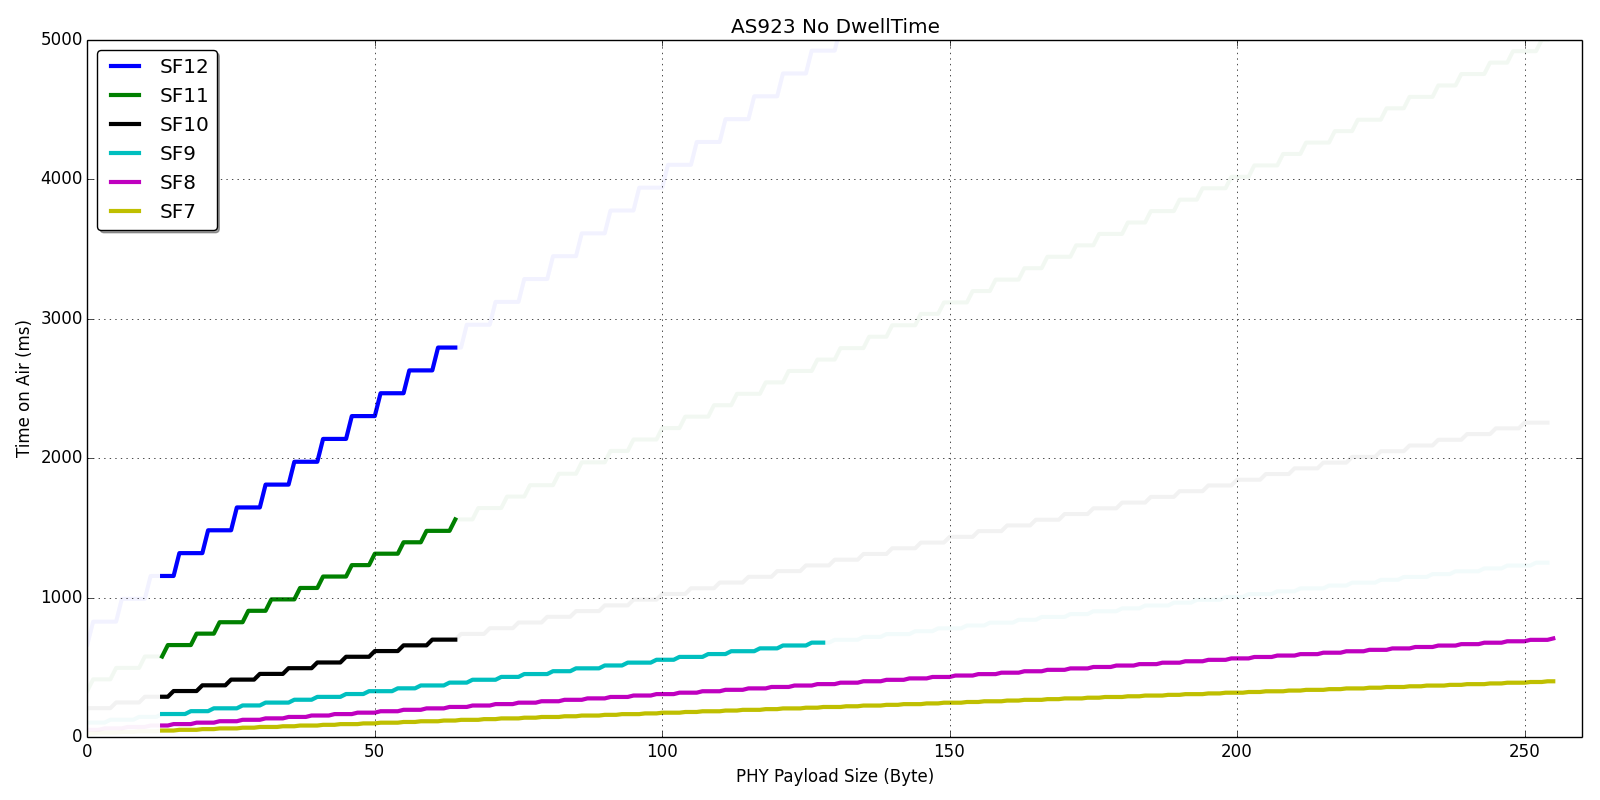 AS923 No DwellTime
5000
4000
3000
2000
1000
0
Time on Air (ms)
SF12
SF11
SF10
SF9
SF8
SF7
0 50 100 150 200 250
PHY Payload Size (Byte)